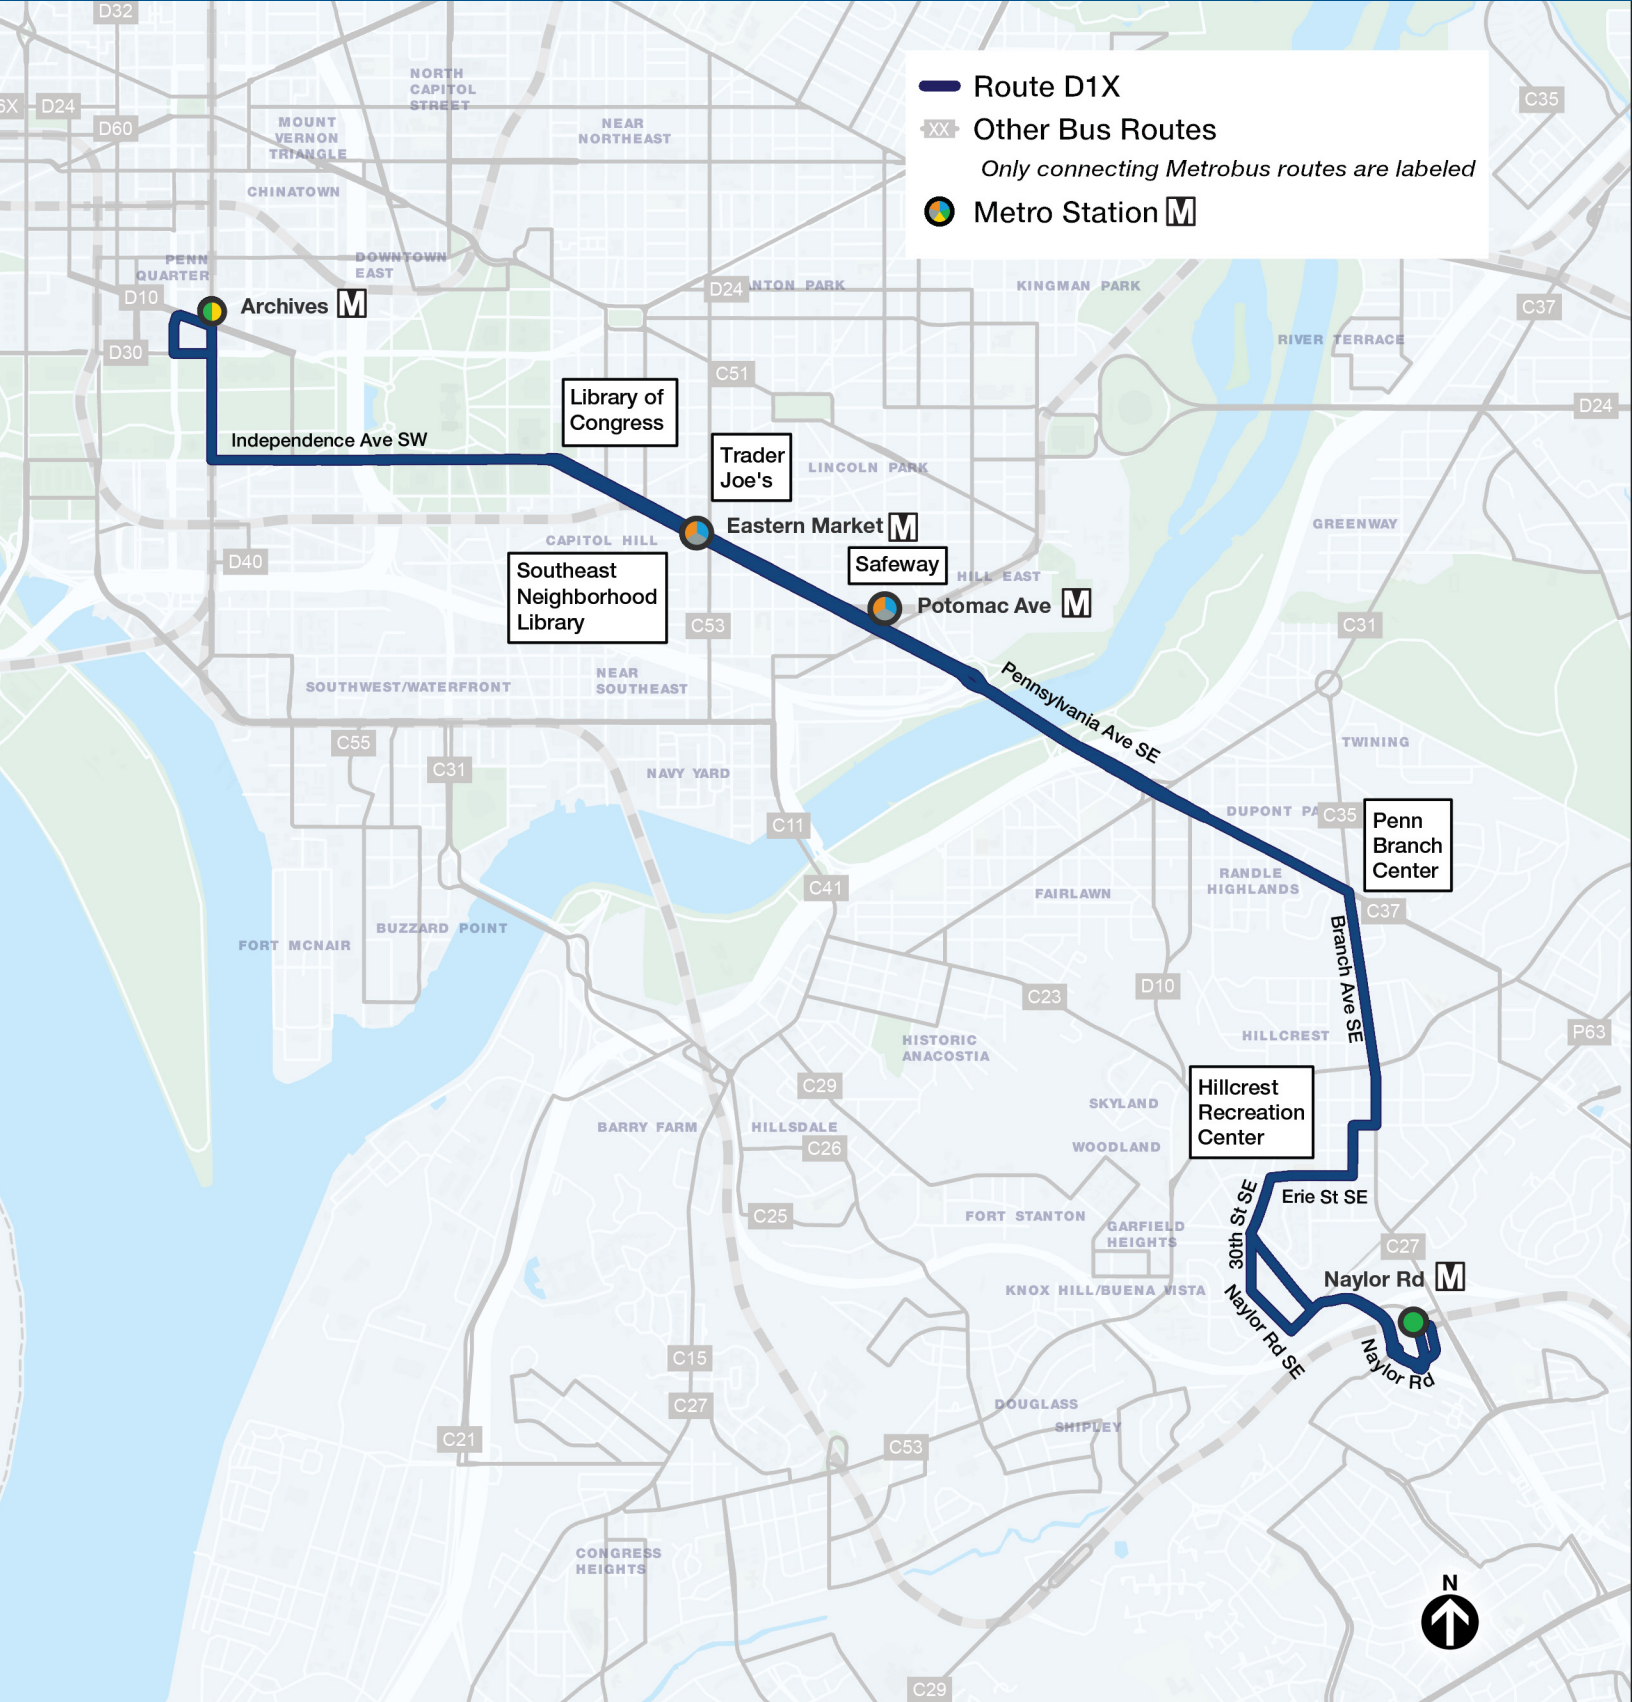 D32
Route D1X
XX
Other Bus Routes
Only connecting Metrobus routes are labeled
Metro Station M
NORTH
CAPITOL
STREET
6X
D24
C35
D60
MOUNT
VERNON
TRIANGLE
NEAR
NORTHEAST
CHINATOWN
PENN
QUARTER
DOWNTOWN
EAST
D10
Archives M
D24
ANTON PARK
KINGMAN PARK
C37
D30
RIVER TERRACE
C51
Library of
Congress
D24
Independence Ave SW
Trader
Joe's
LINCOLN PARK
Eastern Market M
GREENWAY
CAPITOL HILL
D40
Southeast
Neighborhood
Library
Safeway
HILL EAST
Potomac Ave M
C53
C31
NEAR
SOUTHEAST
SOUTHWEST/WATERFRONT
Pennsylvania Ave SE
C55
C31
NAVY YARD
TWINING
C11
DUPONT PA
C35
Penn
Branch
Center
C41
FAIRLAWN
RANDLE
HIGHLANDS
C37
FORT MCNAIR
BUZZARD POINT
Branch Ave SE
C23
D10
HISTORIC
ANACOSTIA
HILLCREST
P63
C29
SKYLAND
Hillcrest
Recreation
Center
BARRY FARM
HILLSDALE
C26
WOODLAND
C25
FORT STANTON
GARFIELD
HEIGHTS
30th St SE
Erie St SE
C27
KNOX HILL/BUENA VISTA
Naylor Rd M
Naylor Rd SE
Naylor Rd
C15
C27
DOUGLASS
SHIPLEY
C21
C53
CONGRESS
HEIGHTS
N
C29